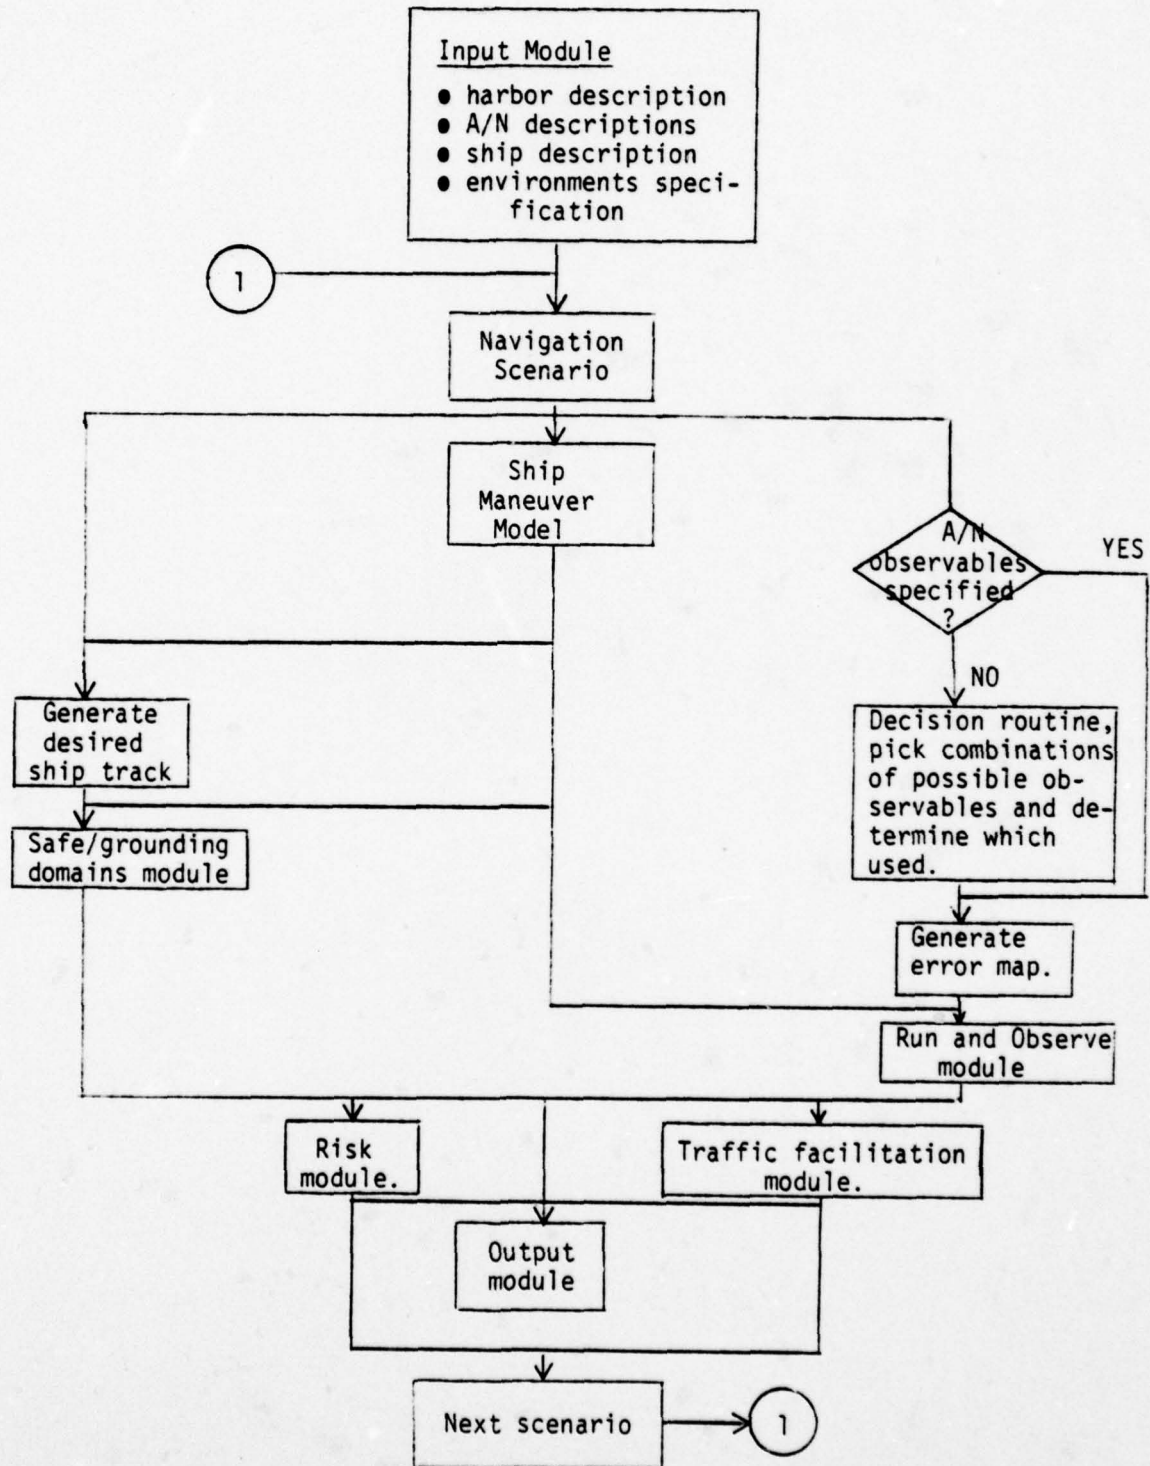 Input Module
● harbor description
● A/N descriptions
● ship description
● environments speci-
fication
1
Navigation
Scenario
Ship
Maneuver
Model
A/N
observables
specified
?
YES
NO
Generate
desired
ship track
Decision routine,
pick combinations
of possible ob-
servables and de-
termine which
used.
Safe/grounding
domains module
Generate
error map.
Run and Observe
module
Risk
module.
Traffic facilitation
module.
Output
module
Next scenario
1